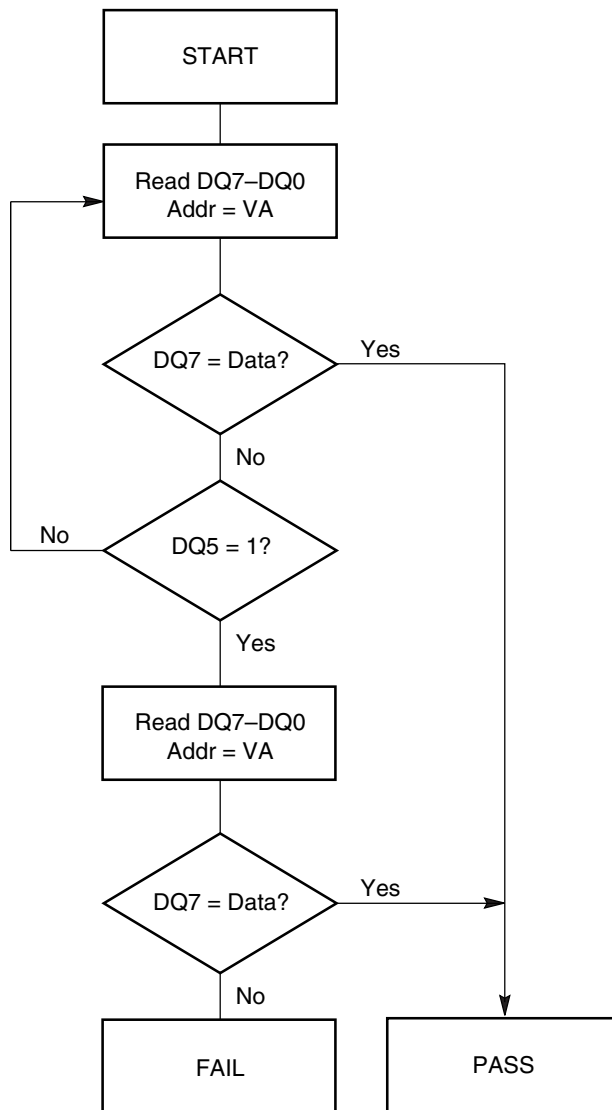 START
Read DQ7–DQ0
Addr = VA
DQ7 = Data?
Yes
No
DQ5 = 1?
No
Yes
Read DQ7–DQ0
Addr = VA
DQ7 = Data?
Yes
No
FAIL
PASS